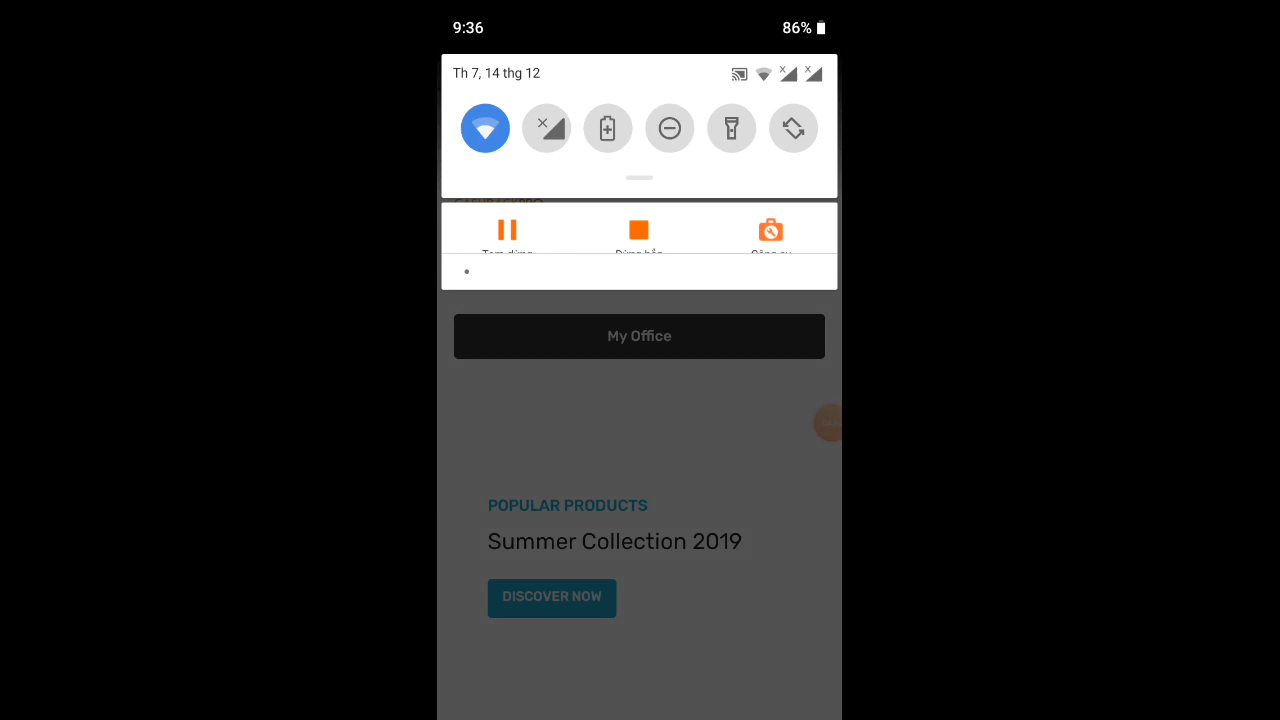 9:36
86%
Th 7, 14 thg 12
My Office
POPULAR PRODUCTS
Summer Collection 2019
DISCOVER NOW